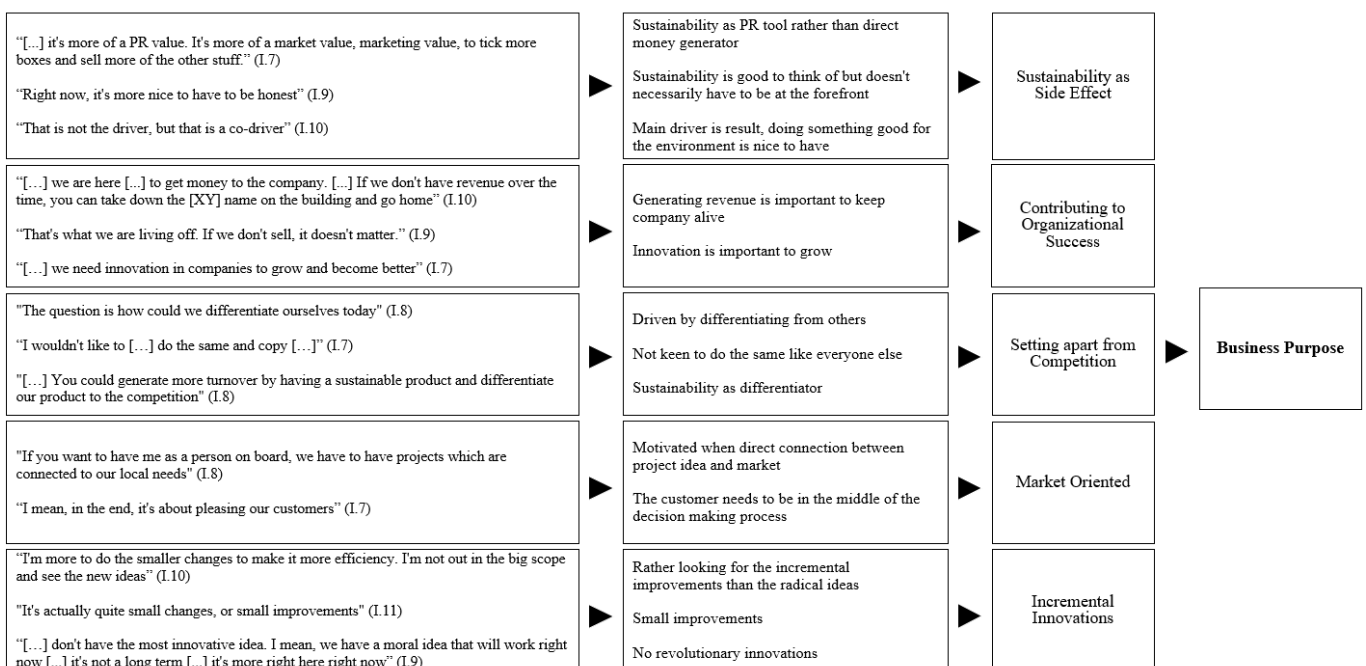 “[...] it's more of a PR value. It's more of a market value, marketing value, to tick more
boxes and sell more of the other stuff.” (I.7)
“Right now, it's more nice to have to be honest” (I.9)
“That is not the driver, but that is a co-driver” (I.10)
Sustainability as PR tool rather than direct
money generator
Sustainability is good to think of but doesn't
necessarily have to be at the forefront
Main driver is result, doing something good for
the environment is nice to have
Sustainability as
Side Effect
“[…] we are here [...] to get money to the company. [...] If we don't have revenue over the
time, you can take down the [XY] name on the building and go home” (I.10)
“That's what we are living off. If we don't sell, it doesn't matter.” (I.9)
“[…] we need innovation in companies to grow and become better” (I.7)
Generating revenue is important to keep
company alive
Innovation is important to grow
Contributing to
Organizational
Success
"The question is how could we differentiate ourselves today" (I.8)
“I wouldn't like to […] do the same and copy […]” (I.7)
"[…] You could generate more turnover by having a sustainable product and differentiate
our product to the competition" (I.8)
Driven by differentiating from others
Not keen to do the same like everyone else
Sustainability as differentiator
Setting apart from
Competition
Business Purpose
"If you want to have me as a person on board, we have to have projects which are
connected to our local needs" (I.8)
“I mean, in the end, it's about pleasing our customers” (I.7)
Motivated when direct connection between
project idea and market
The customer needs to be in the middle of the
decision making process
Market Oriented
“I'm more to do the smaller changes to make it more efficiency. I'm not out in the big scope
and see the new ideas” (I.10)
"It's actually quite small changes, or small improvements" (I.11)
“[…] don't have the most innovative idea. I mean, we have a moral idea that will work right
now [...] it's not a long term [...] it's more right here right now” (I.9)
Rather looking for the incremental
improvements than the radical ideas
Small improvements
No revolutionary innovations
Incremental
Innovations